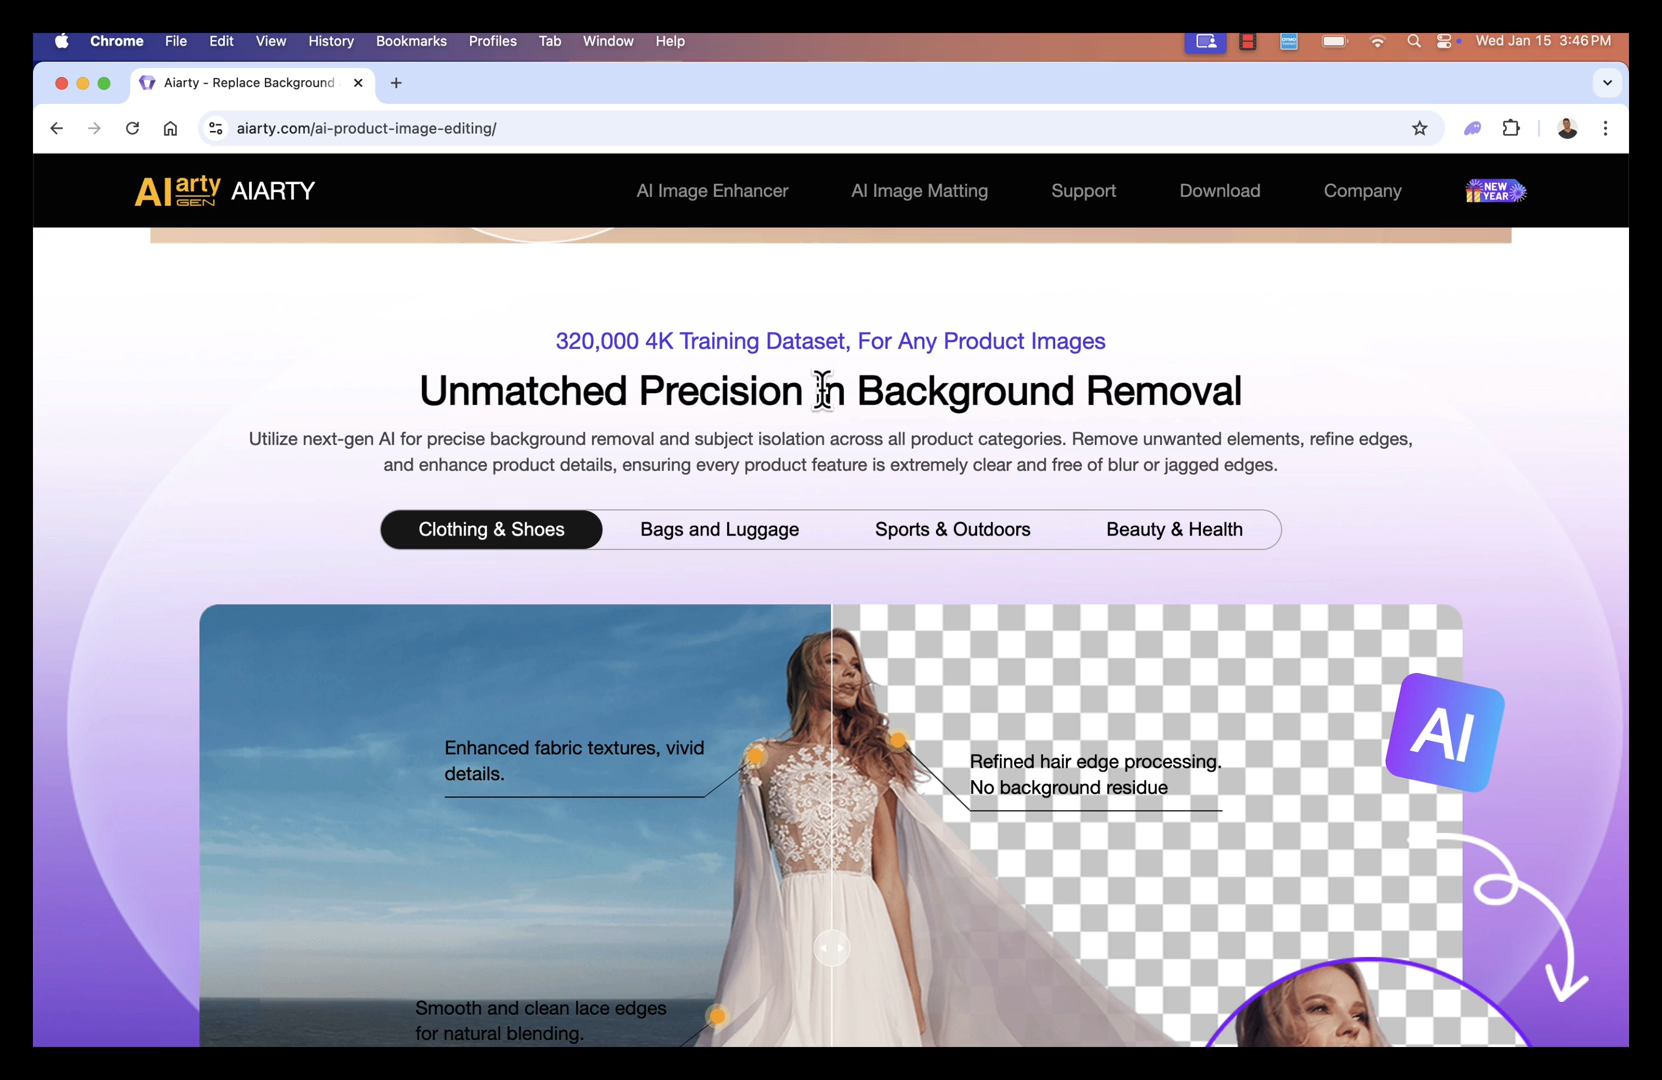 Chrome File Edit View History Bookmarks Profiles Tab Window Help Wed Jan 15 3:46 PM
Aiarty - Replace Background
aiarty.com/ai-product-image-editing/
AI arty GEN AIARTY AI Image Enhancer AI Image Matting Support Download Company NEW YEAR
320,000 4K Training Dataset, For Any Product Images
Unmatched Precision in Background Removal
Utilize next-gen AI for precise background removal and subject isolation across all product categories. Remove unwanted elements, refine edges,
and enhance product details, ensuring every product feature is extremely clear and free of blur or jagged edges.
Clothing & Shoes Bags and Luggage Sports & Outdoors Beauty & Health
Enhanced fabric textures, vivid
details.
Refined hair edge processing.
No background residue
AI
Smooth and clean lace edges
for natural blending.